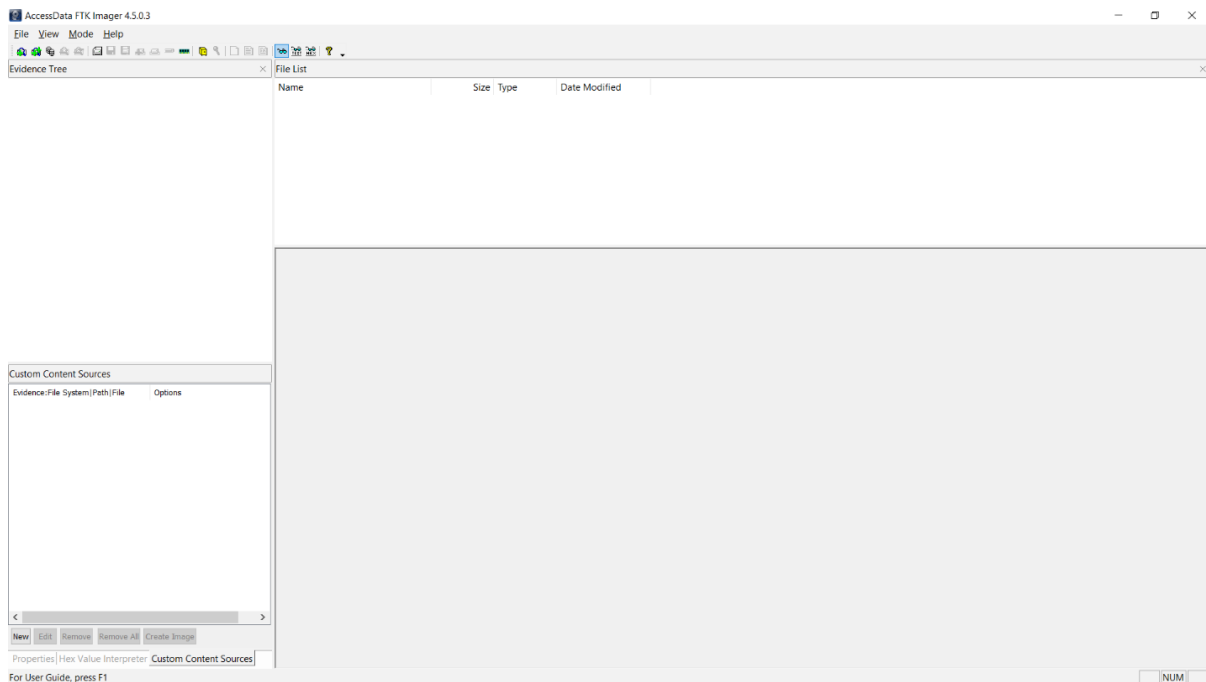 AccessData FTK Imager 4.5.0.3
File View Mode Help
Evidence Tree
File List
Name Size Type Date Modified
Custom Content Sources
Evidence:File System|Path|File Options
New Edit Remove Remove All Create Image
Properties Hex Value Interpreter Custom Content Sources
For User Guide, press F1
NUM